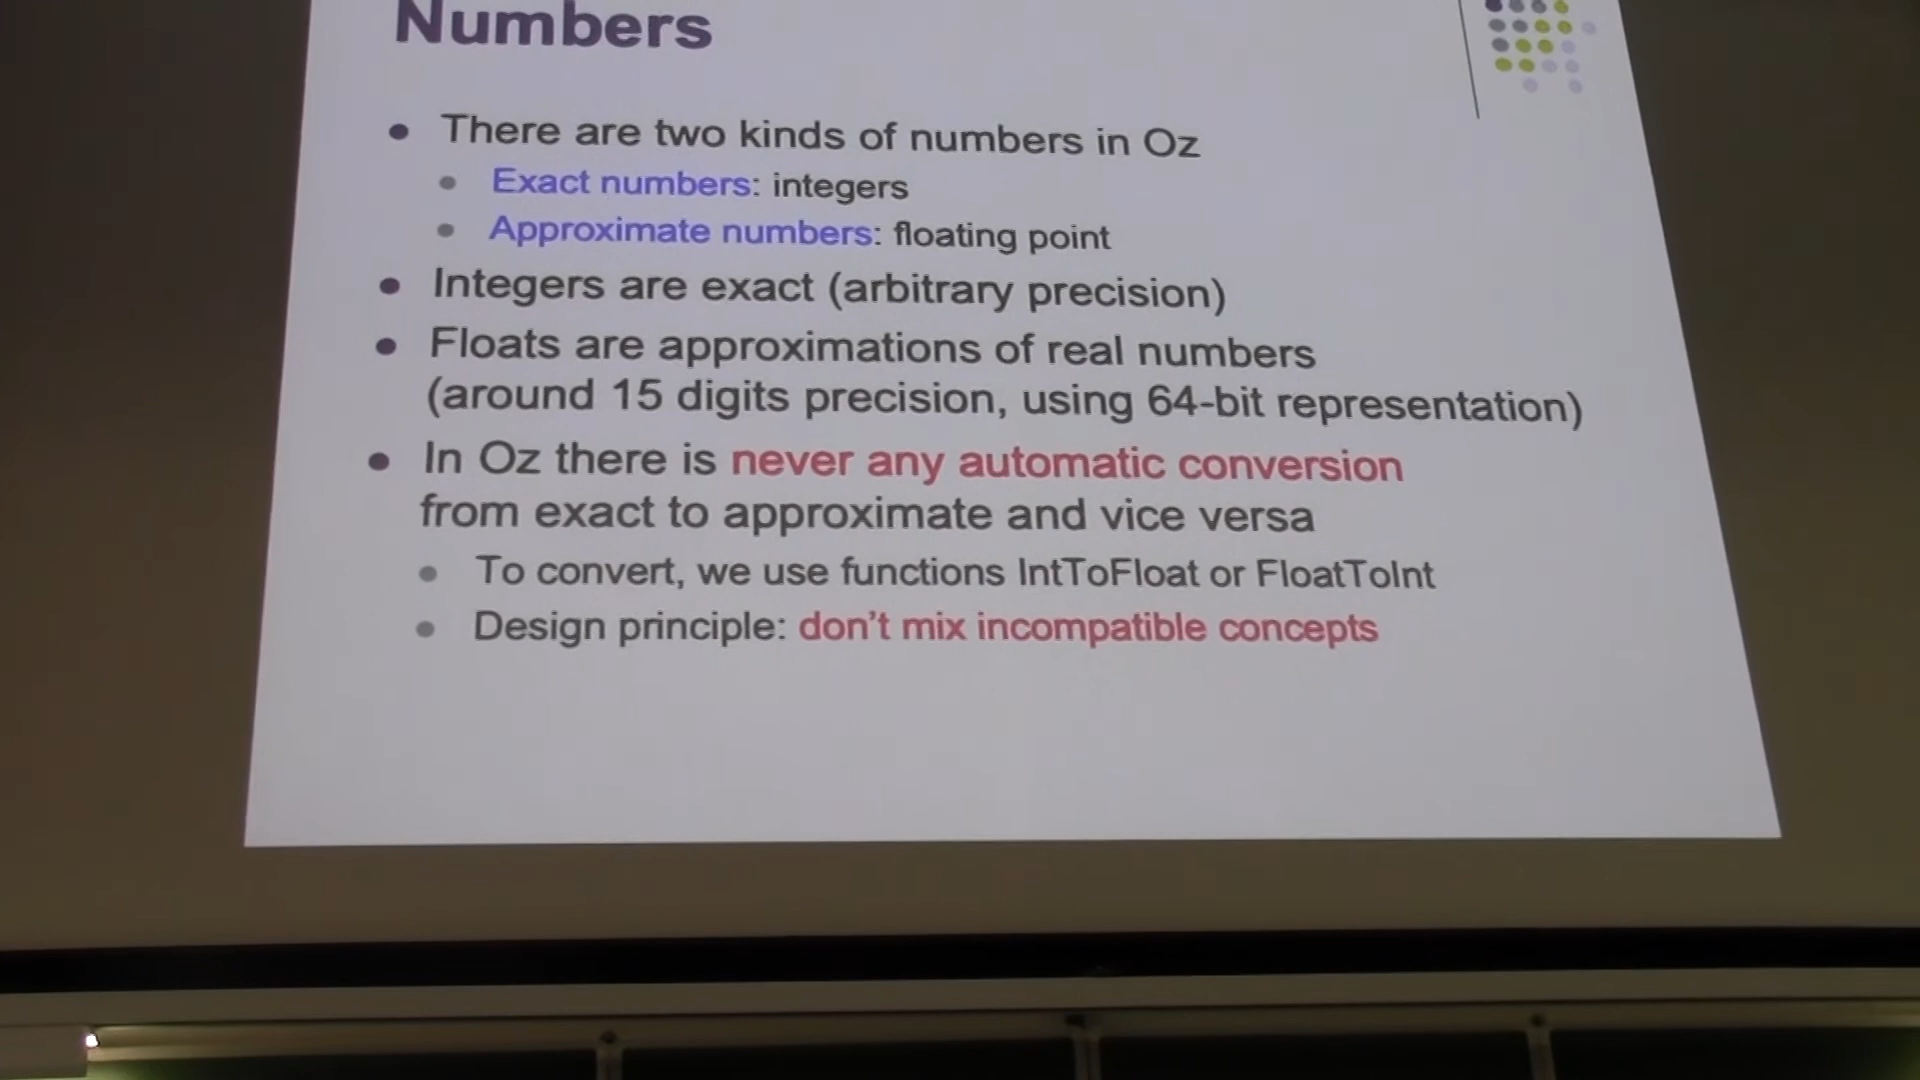 Numbers
There are two kinds of numbers in Oz
Exact numbers: integers
Approximate numbers: floating point
Integers are exact (arbitrary precision)
Floats are approximations of real numbers
(around 15 digits precision, using 64-bit representation)
In Oz there is never any automatic conversion
from exact to approximate and vice versa
To convert, we use functions IntToFloat or FloatToInt
Design principle: don't mix incompatible concepts